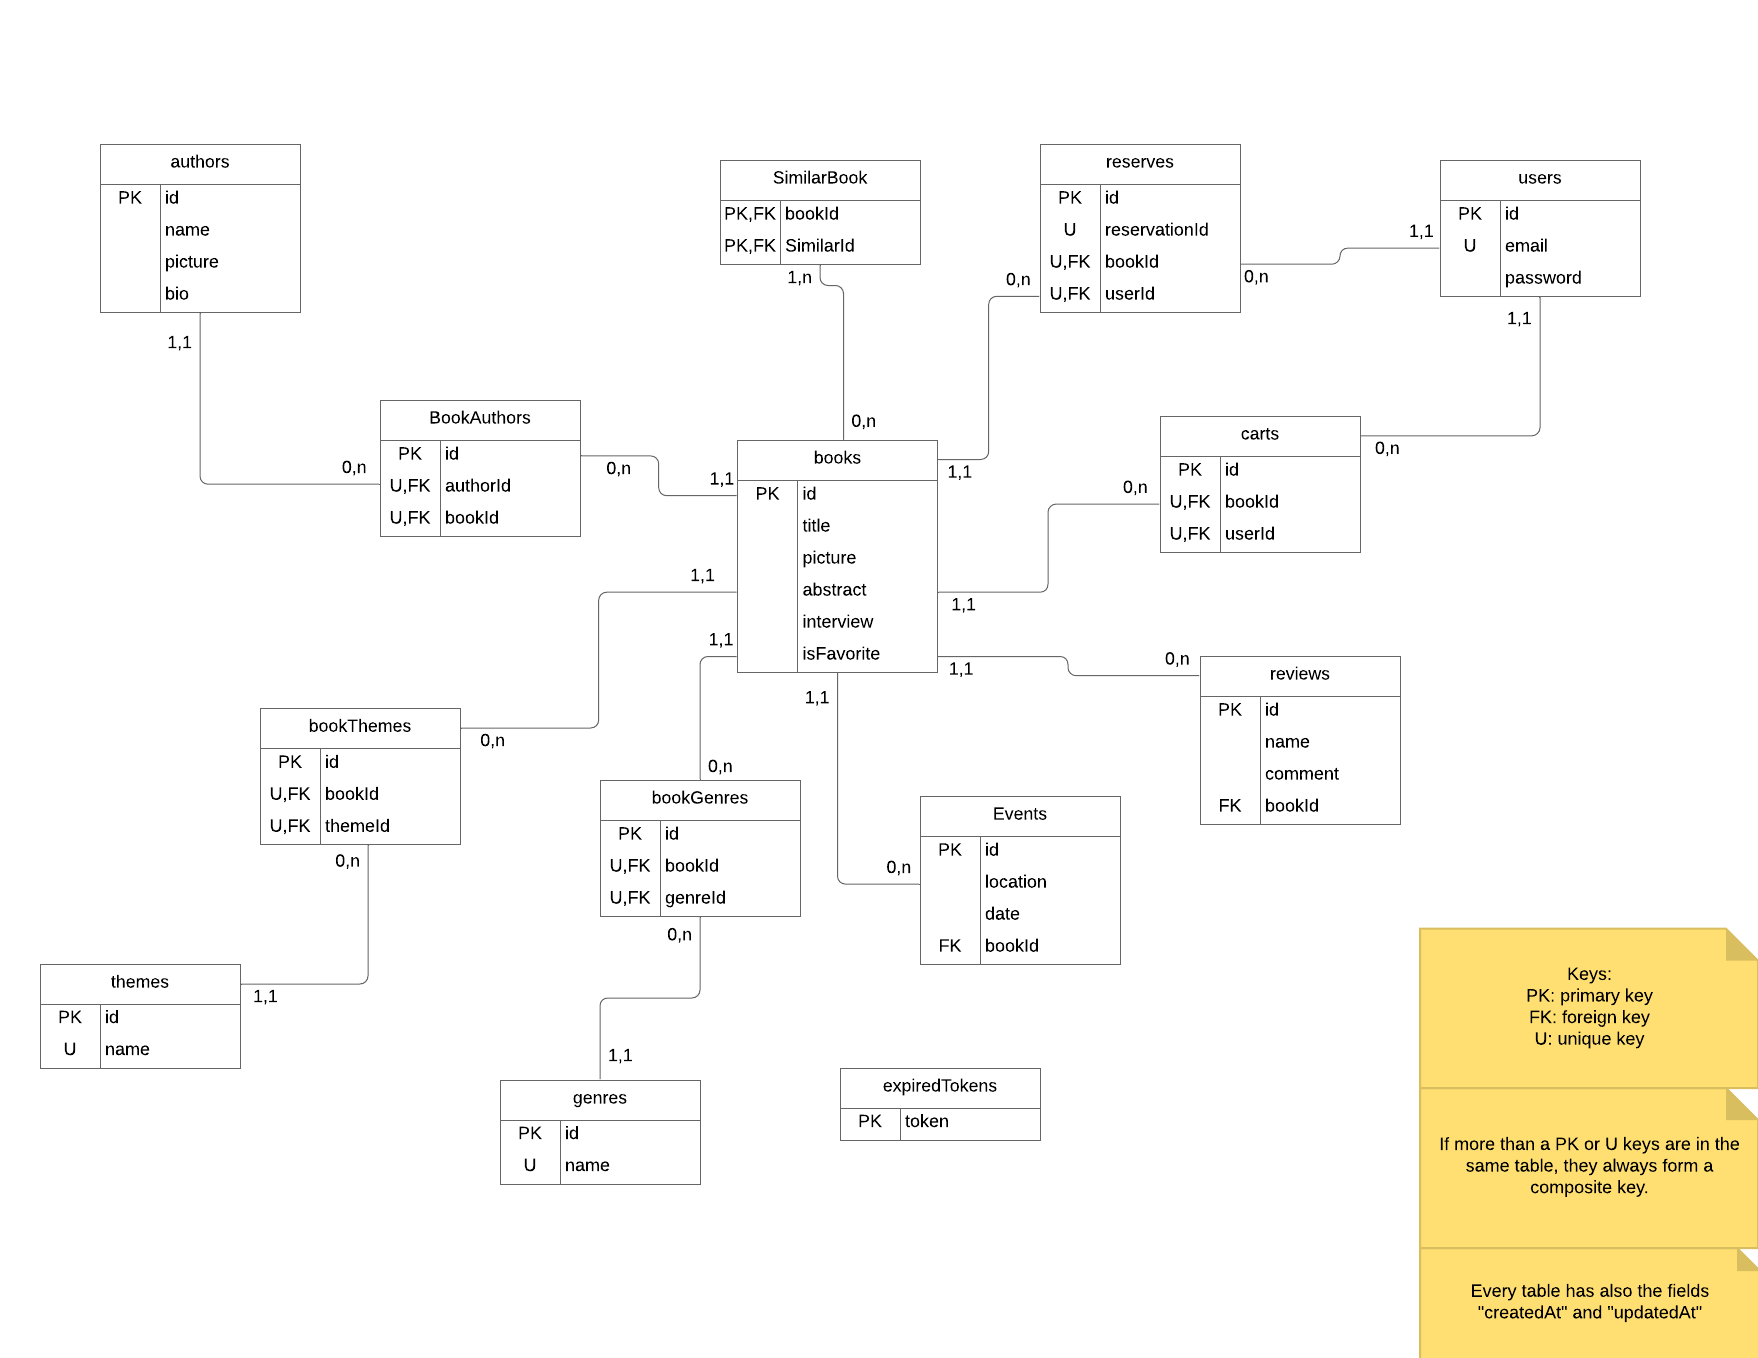 authors
PK id
name
picture
bio
1,1
SimilarBook
PK,FK bookId
PK,FK SimilarId
1,n
reserves
PK id
U reservationId
U,FK bookId
U,FK userId
0,n
0,n
users
PK id
U email
password
1,1
1,1
BookAuthors
PK id
U,FK authorId
U,FK bookId
0,n
0,n
books
PK id
title
picture
abstract
interview
isFavorite
0,n
1,1
1,1
1,1
1,1
1,1
1,1
1,1
carts
PK id
U,FK bookId
U,FK userId
0,n
0,n
reviews
PK id
name
comment
FK bookId
0,n
bookThemes
PK id
U,FK bookId
U,FK themeId
0,n
0,n
bookGenres
PK id
U,FK bookId
U,FK genreId
0,n
0,n
Events
PK id
location
date
FK bookId
0,n
themes
PK id
U name
1,1
genres
PK id
U name
1,1
expiredTokens
PK token
Keys:
PK: primary key
FK: foreign key
U: unique key
If more than a PK or U keys are in the
same table, they always form a
composite key.
Every table has also the fields
"createdAt" and "updatedAt"